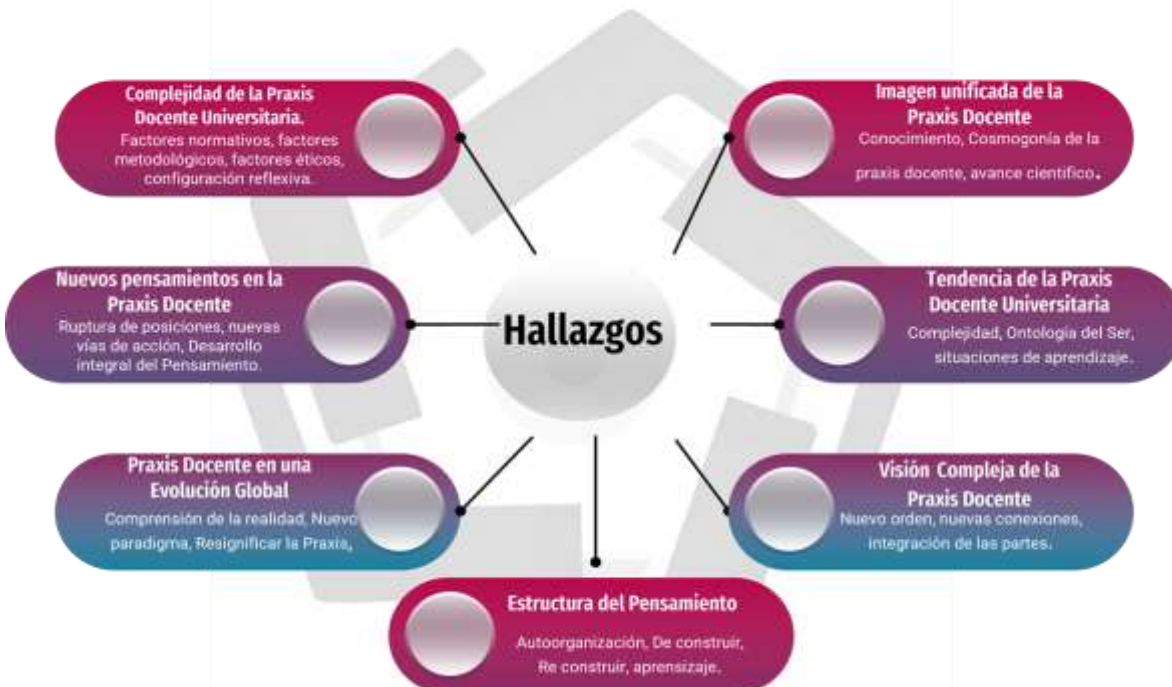 Complejidad de la Praxis
Docente Universitaria.
Factores normativos, factores
metodológicos, factores éticos,
configuración reflexiva.
Imagen unificada de la
Praxis Docente
Conocimiento, Cosmogonía de la
praxis docente, avance científico.
Nuevos pensamientos en la
Praxis Docente
Ruptura de posiciones, nuevas
vías de acción, Desarrollo
integral del Pensamiento.
Hallazgos
Tendencia de la Praxis
Docente Universitaria
Complejidad, Ontologia del Ser,
situaciones de aprendizaje.
Praxis Docente en una
Evolución Global
Comprensión de la realidad, Nuevo
paradigma, Resignificar la Praxis,
Visión Compleja de la
Praxis Docente
Nuevo orden, nuevas conexiones,
integración de las partes.
Estructura del Pensamiento
Autoorganización, De construir,
Re construir, aprensizaje.